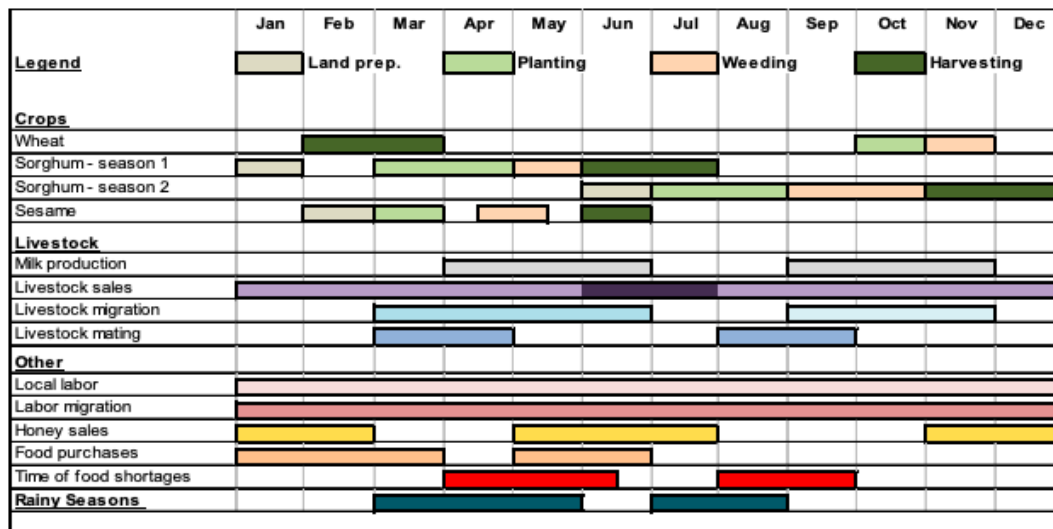 Jan Feb Mar Apr May Jun Jul Aug Sep Oct Nov Dec
Legend Land prep. Planting Weeding Harvesting
Crops
Wheat
Sorghum - season 1
Sorghum - season 2
Sesame
Livestock
Milk production
Livestock sales
Livestock migration
Livestock mating
Other
Local labor
Labor migration
Honey sales
Food purchases
Time of food shortages
Rainy Seasons